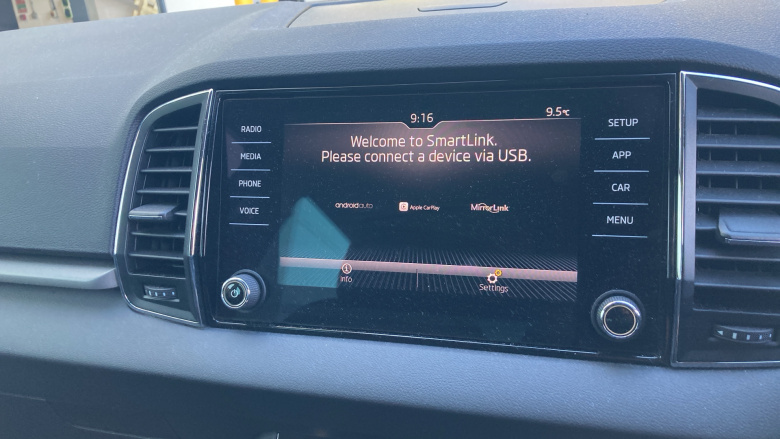 9:16
9.5°C
Welcome to SmartLink.
Please connect a device via USB.
androidauto
Apple CarPlay
MirrorLink
Info
Settings
RADIO
MEDIA
PHONE
VOICE
SETUP
APP
CAR
MENU